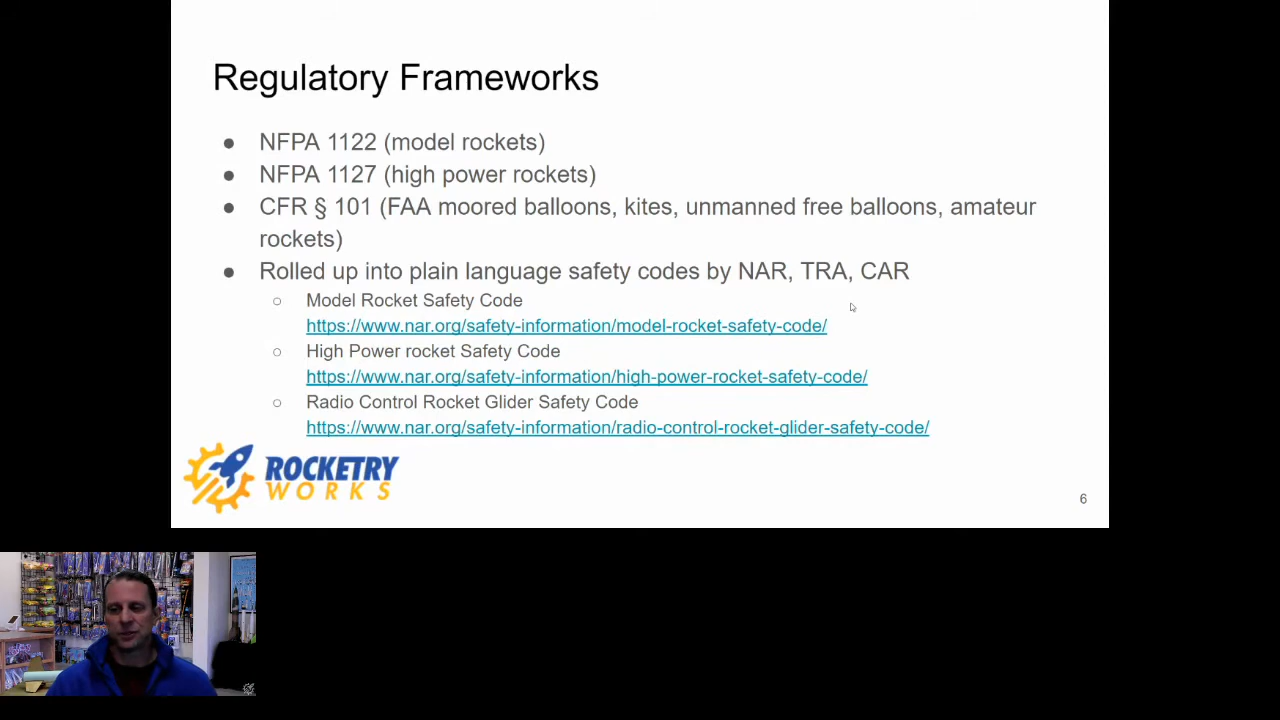 Regulatory Frameworks
● NFPA 1122 (model rockets)
● NFPA 1127 (high power rockets)
● CFR § 101 (FAA moored balloons, kites, unmanned free balloons, amateur
rockets)
● Rolled up into plain language safety codes by NAR, TRA, CAR
○ Model Rocket Safety Code
https://www.nar.org/safety-information/model-rocket-safety-code/
○ High Power rocket Safety Code
https://www.nar.org/safety-information/high-power-rocket-safety-code/
○ Radio Control Rocket Glider Safety Code
https://www.nar.org/safety-information/radio-control-rocket-glider-safety-code/
ROCKETRY
WORKS
6